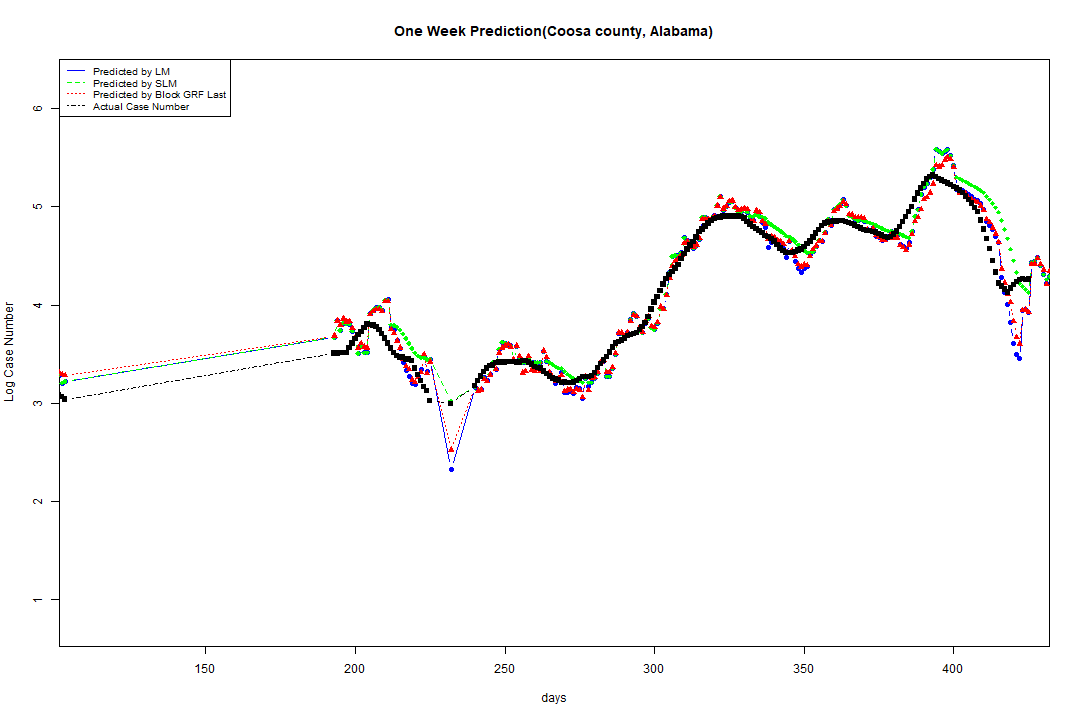 One Week Prediction(Coosa county, Alabama)
Predicted by LM
Predicted by SLM
Predicted by Block GRF Last
Actual Case Number
6
5
4
3
2
1
Log Case Number
150 200 250 300 350 400
days